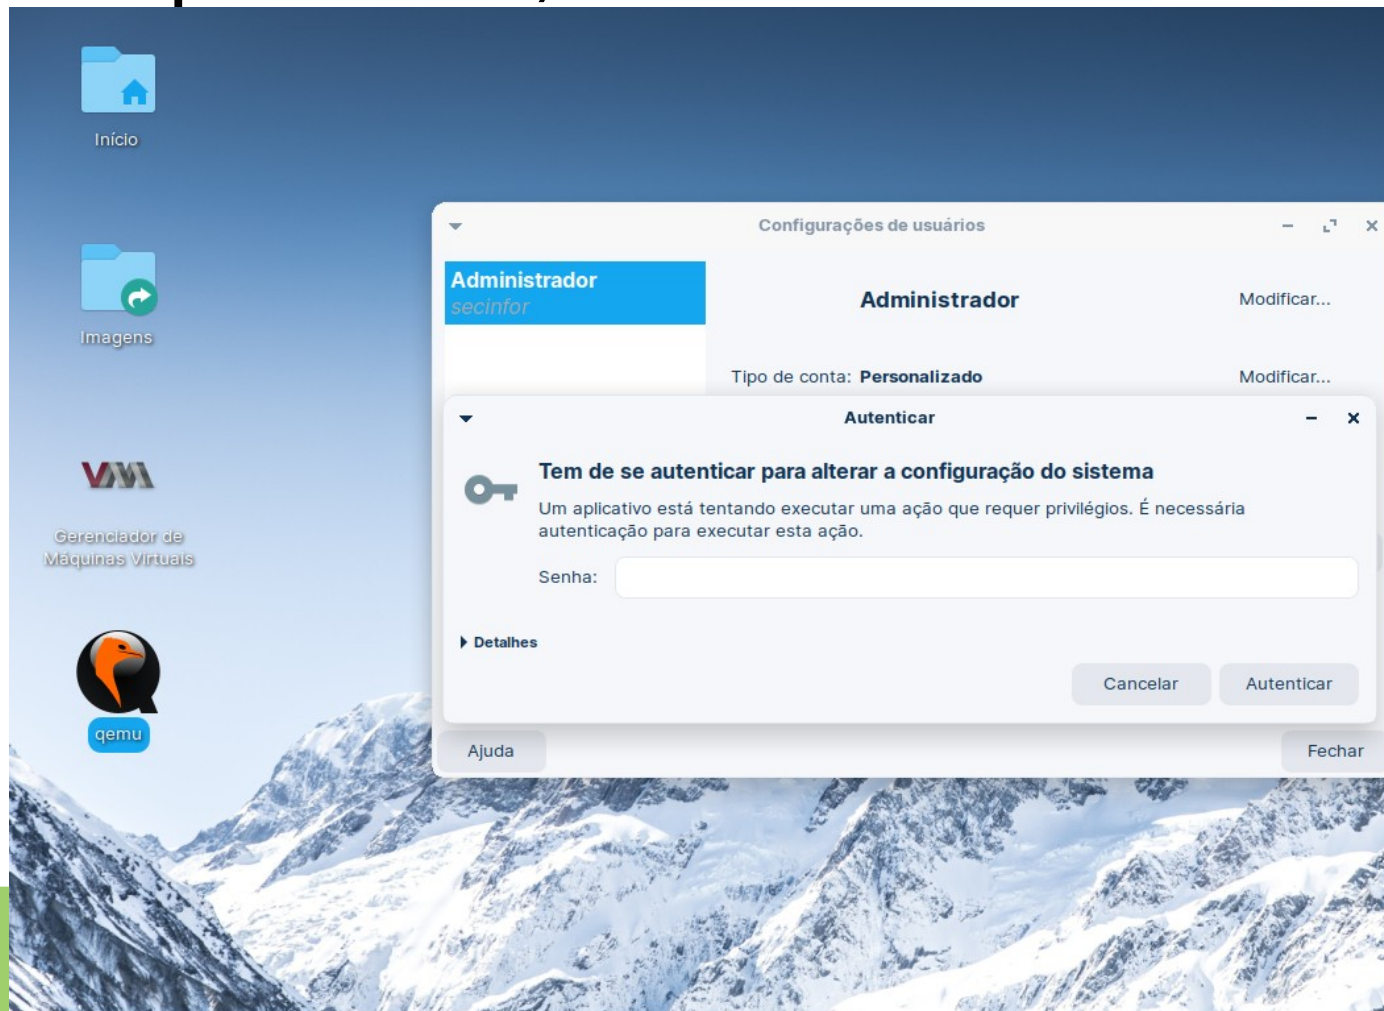 Início
Imagens
Gerenciador de
Máquinas Virtuais
qemu
Configurações de usuários
Administrador
secinfor
Administrador
Modificar...
Tipo de conta: Personalizado
Modificar...
Autenticar
Tem de se autenticar para alterar a configuração do sistema
Um aplicativo está tentando executar uma ação que requer privilégios. É necessária
autenticação para executar esta ação.
Senha:
Detalhes
Cancelar
Autenticar
Ajuda
Fechar